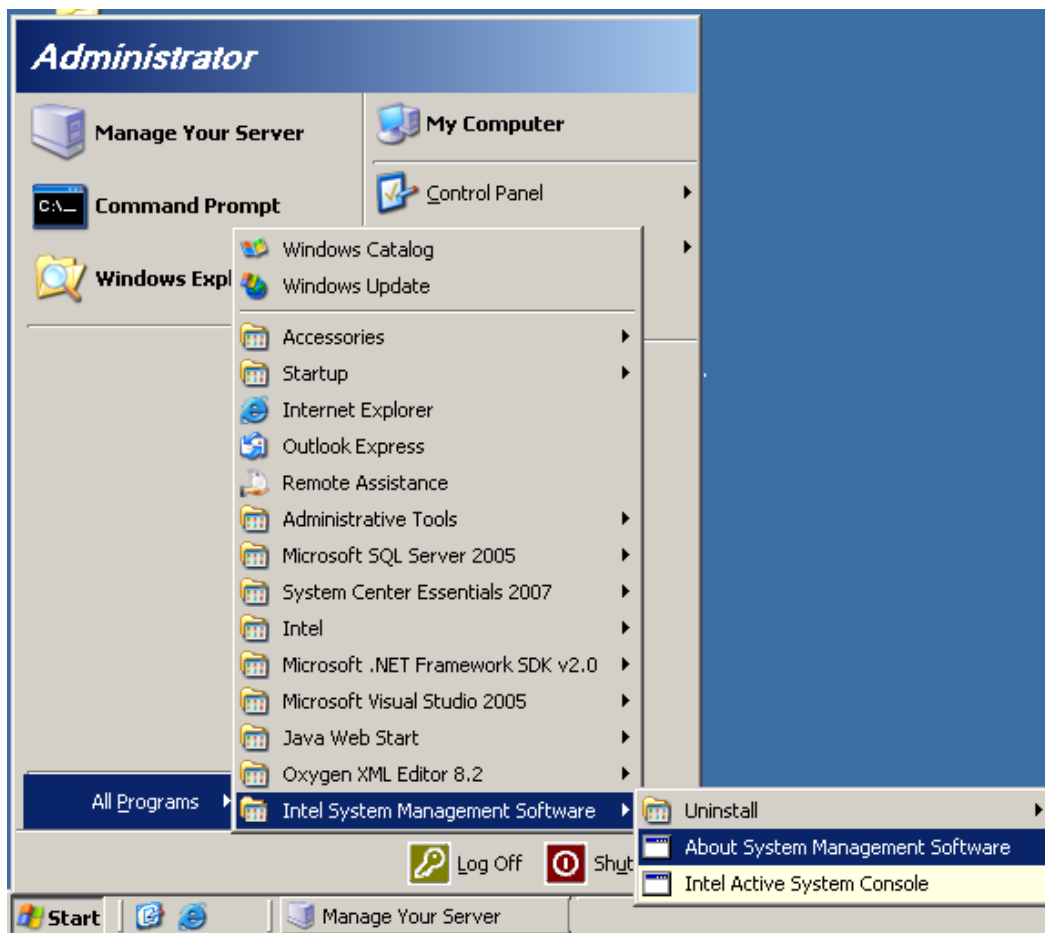 Administrator
Manage Your Server
Command Prompt
Windows Expl
My Computer
Control Panel
Windows Catalog
Windows Update
Accessories
Startup
Internet Explorer
Outlook Express
Remote Assistance
Administrative Tools
Microsoft SQL Server 2005
System Center Essentials 2007
Intel
Microsoft .NET Framework SDK v2.0
Microsoft Visual Studio 2005
Java Web Start
Oxygen XML Editor 8.2
All Programs
Intel System Management Software
Uninstall
About System Management Software
Intel Active System Console
Log Off
Shut
Start
Manage Your Server